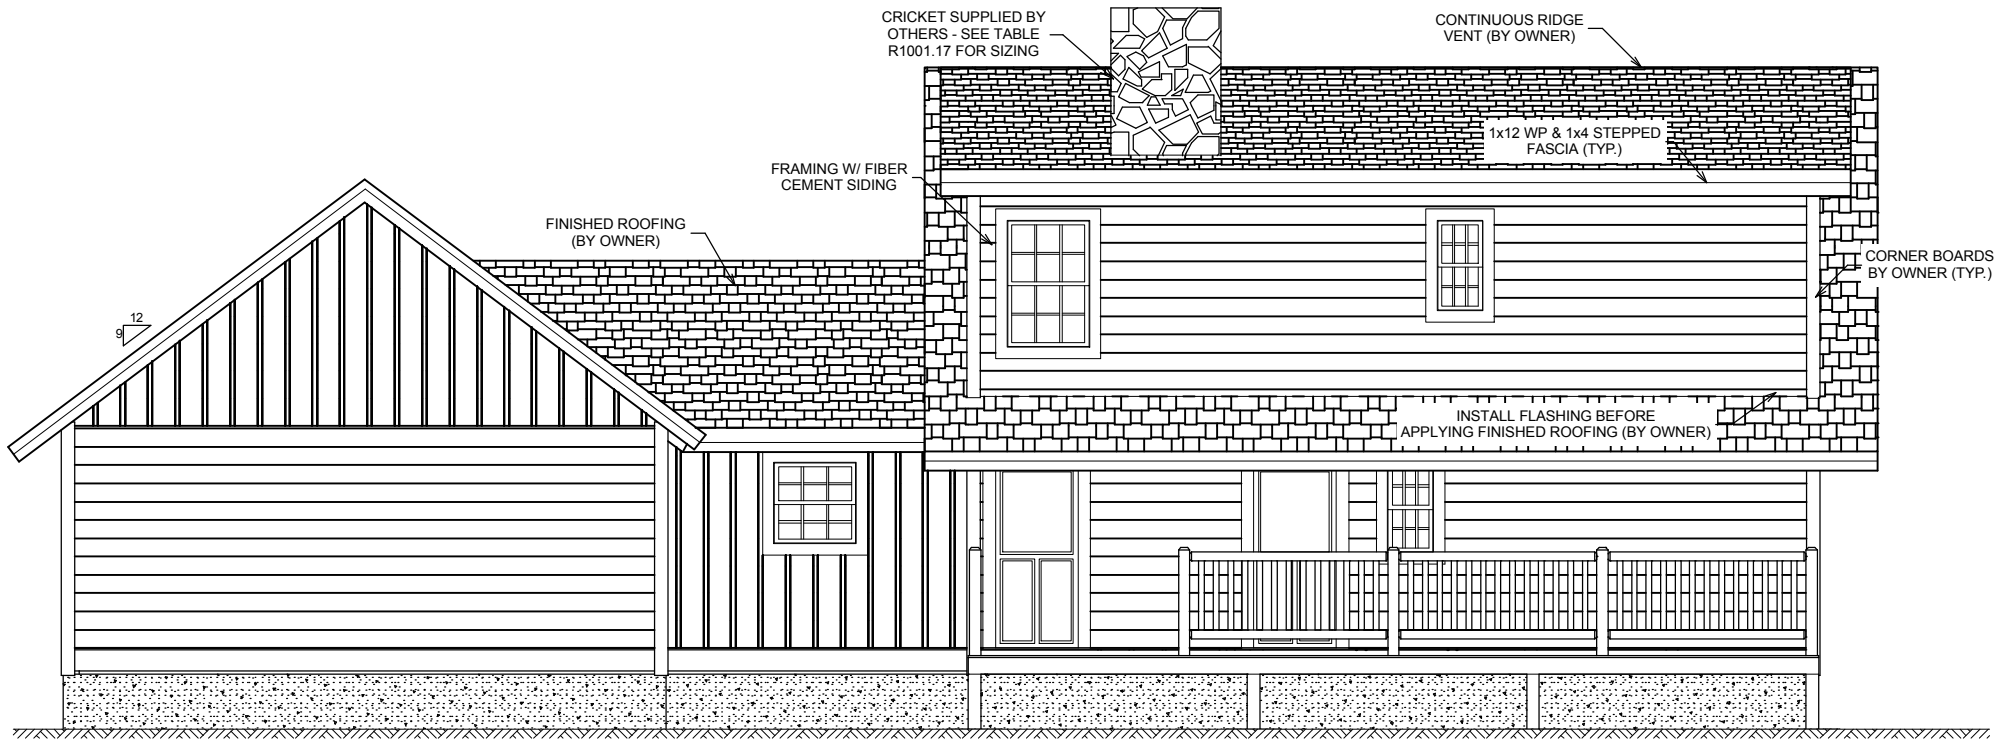 CRICKET SUPPLIED BY
OTHERS - SEE TABLE
R1001.17 FOR SIZING
CONTINUOUS RIDGE
VENT (BY OWNER)
1x12 WP & 1x4 STEPPED
FASCIA (TYP.)
FRAMING W/ FIBER
CEMENT SIDING
FINISHED ROOFING
(BY OWNER)
CORNER BOARDS
BY OWNER (TYP.)
12
9
INSTALL FLASHING BEFORE
APPLYING FINISHED ROOFING (BY OWNER)